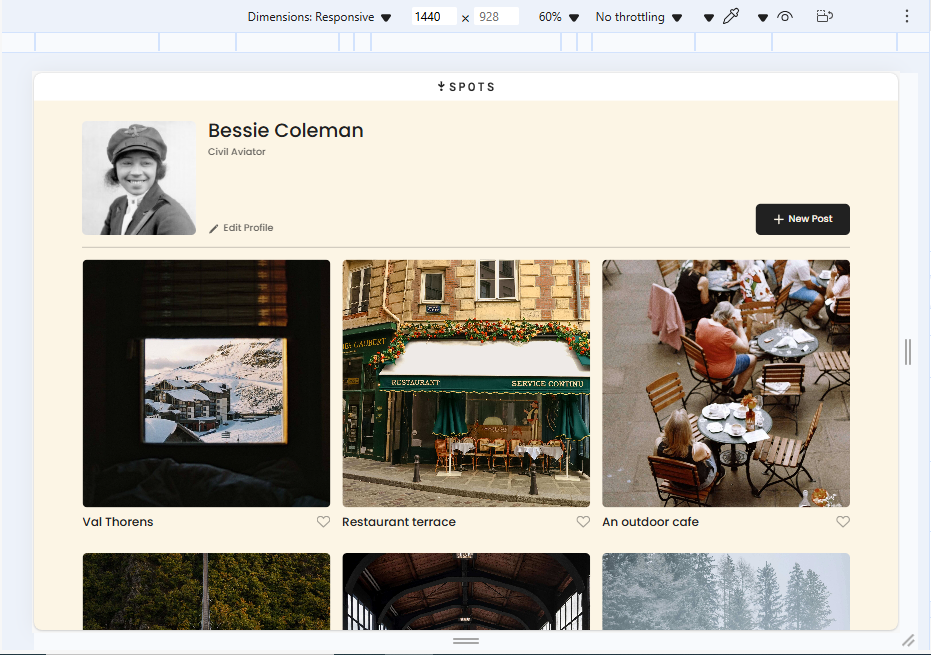 Dimensions: Responsive 1440 × 928 60% No throttling
SPOTS
Bessie Coleman
Civil Aviator
Edit Profile
+ New Post
RESTAURANT SERVICE CONTINU
Val Thorens
Restaurant terrace
An outdoor cafe